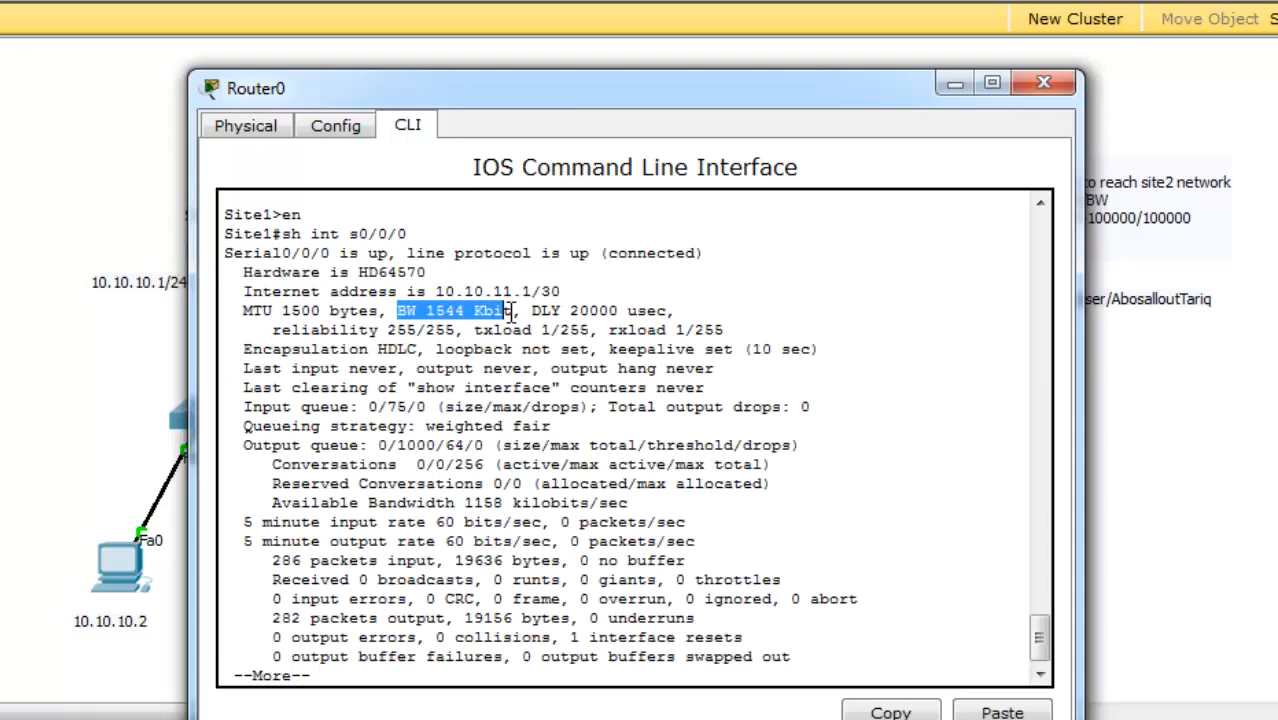 New Cluster
Move Object
S
Router0
Physical
Config
CLI
IOS Command Line Interface
Site1>en
Site1#sh int s0/0/0
Serial0/0/0 is up, line protocol is up (connected)
Hardware is HD64570
Internet address is 10.10.11.1/30
MTU 1500 bytes, BW 1544 Kbit, DLY 20000 usec,
reliability 255/255, txload 1/255, rxload 1/255
Encapsulation HDLC, loopback not set, keepalive set (10 sec)
Last input never, output never, output hang never
Last clearing of "show interface" counters never
Input queue: 0/75/0 (size/max/drops); Total output drops: 0
Queueing strategy: weighted fair
Output queue: 0/1000/64/0 (size/max total/threshold/drops)
Conversations  0/0/256 (active/max active/max total)
Reserved Conversations 0/0 (allocated/max allocated)
Available Bandwidth 1158 kilobits/sec
5 minute input rate 60 bits/sec, 0 packets/sec
5 minute output rate 60 bits/sec, 0 packets/sec
286 packets input, 19636 bytes, 0 no buffer
Received 0 broadcasts, 0 runts, 0 giants, 0 throttles
0 input errors, 0 CRC, 0 frame, 0 overrun, 0 ignored, 0 abort
282 packets output, 19156 bytes, 0 underruns
0 output errors, 0 collisions, 1 interface resets
0 output buffer failures, 0 output buffers swapped out
--More--
Copy
Paste
10.10.10.1/24
Fa0
10.10.10.2
to reach site2 network
BW
100000/100000
ser/AbosalloutTariq